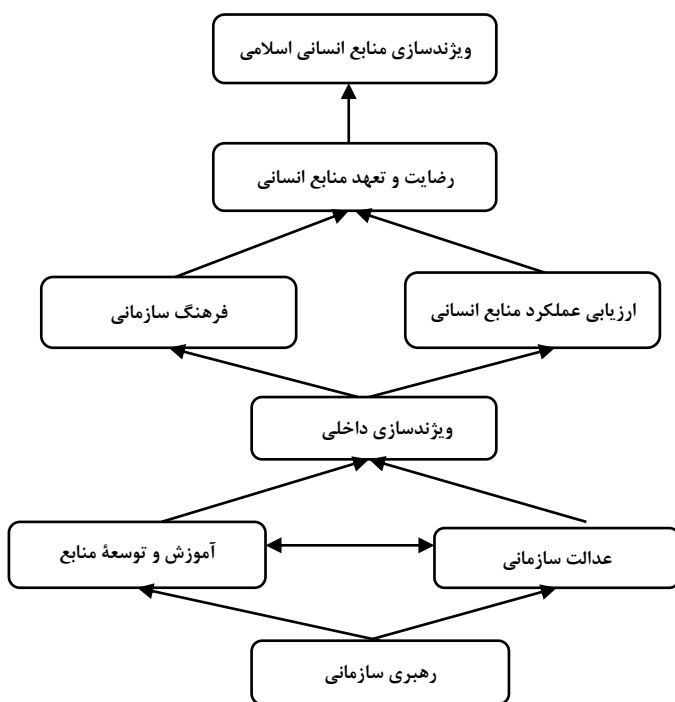 ویژندسازی منابع انسانی اسلامی
رضایت و تعهد منابع انسانی
ارزیابی عملکرد منابع انسانی
فرهنگ سازمانی
ویژندسازی داخلی
عدالت سازمانی
آموزش و توسعۀ منابع
رهبری سازمانی